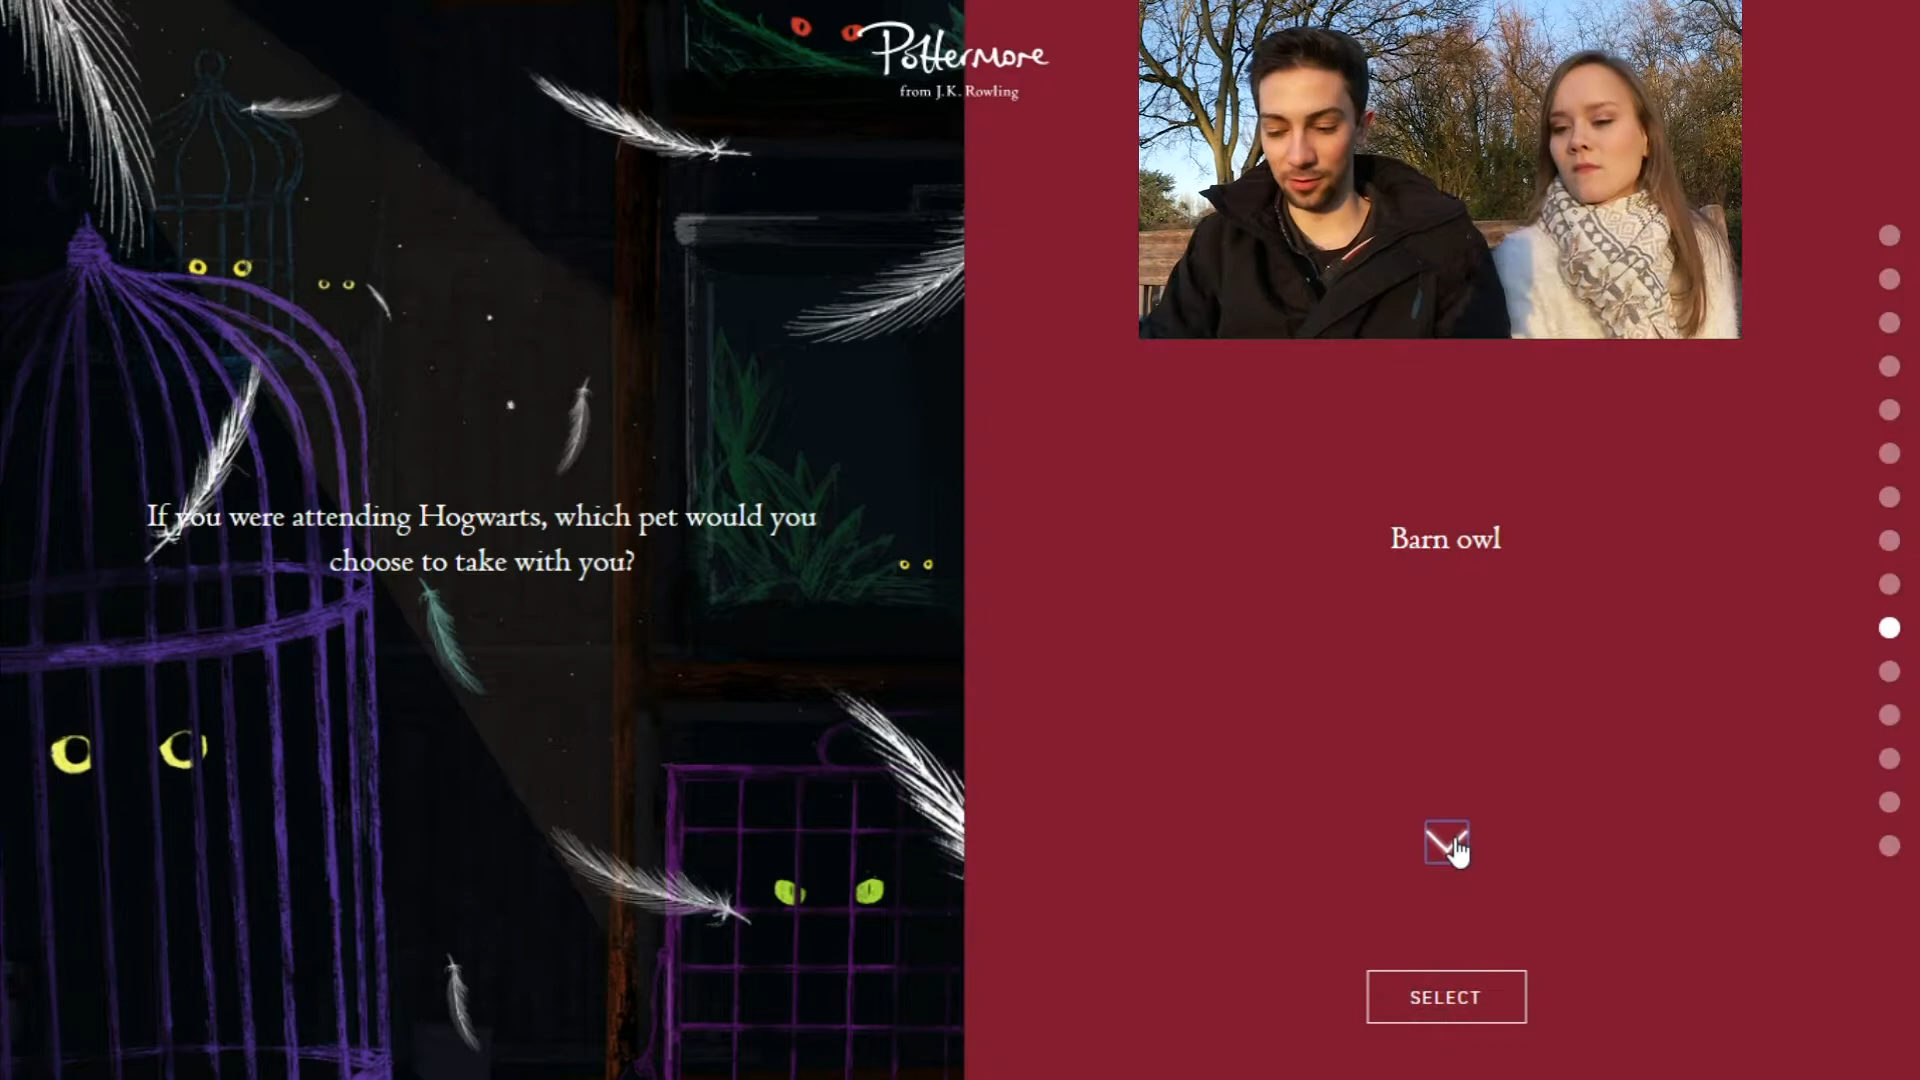 Pottermore
from J.K. Rowling
If you were attending Hogwarts, which pet would you
choose to take with you?
Barn owl
SELECT